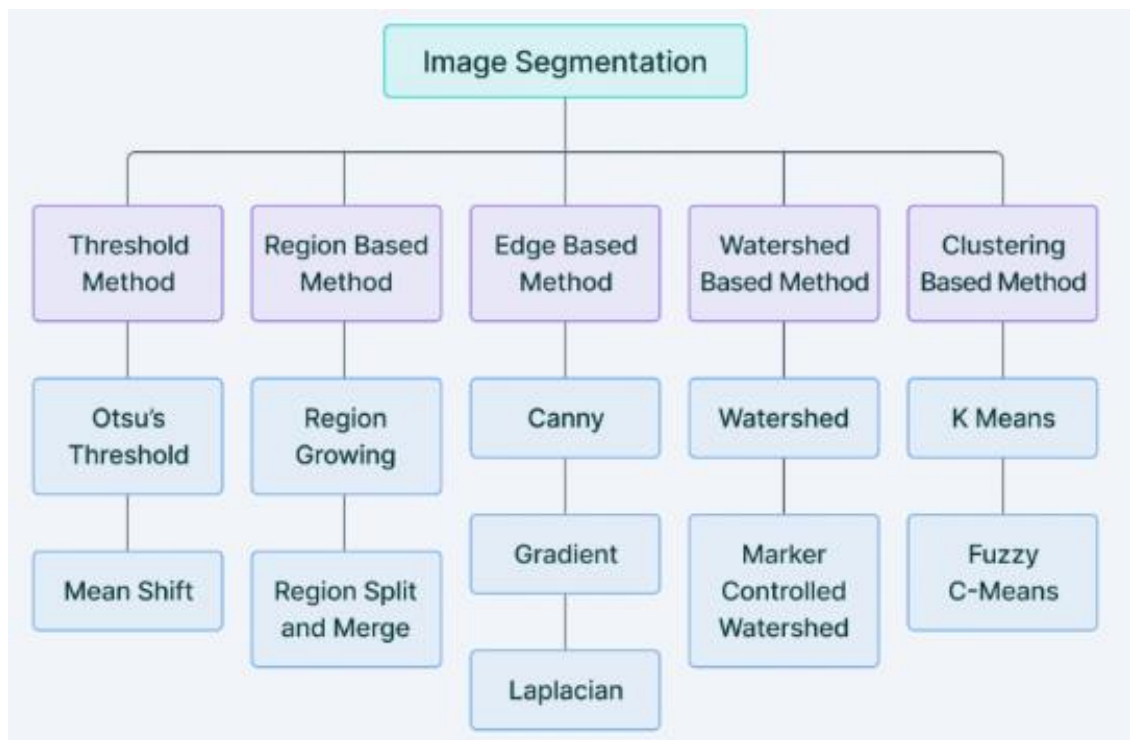 Image Segmentation
Threshold
Method
Region Based
Method
Edge Based
Method
Watershed
Based Method
Clustering
Based Method
Otsu's
Threshold
Region
Growing
Canny
Watershed
K Means
Mean Shift
Region Split
and Merge
Gradient
Marker
Controlled
Watershed
Fuzzy
C-Means
Laplacian